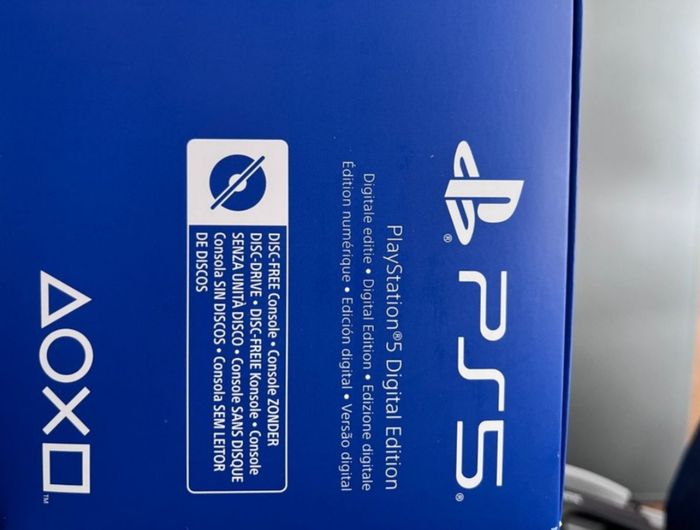 PS5®
PlayStation®5 Digital Edition
Digitale editie • Digital Edition • Edizione digitale
Édition numérique • Edición digital • Versão digital
DISC-FREE Console • Console ZONDER
DISC-DRIVE • DISC-FREIE Konsole • Console
SENZA UNITÀ DISCO • Console SANS DISQUE
Consola SIN DISCOS • Consola SEM LEITOR
DE DISCOS
™